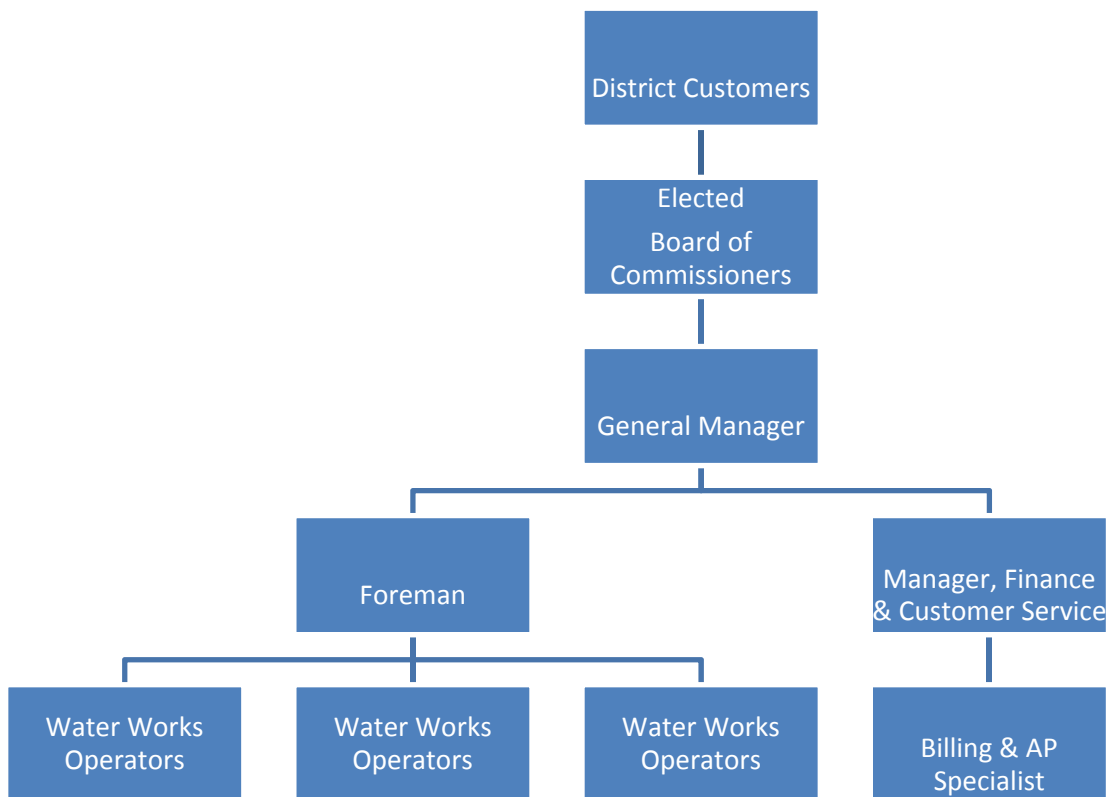 District Customers
Elected
Board of
Commissioners
General Manager
Foreman
Manager, Finance
& Customer Service
Water Works
Operators
Water Works
Operators
Water Works
Operators
Billing & AP
Specialist